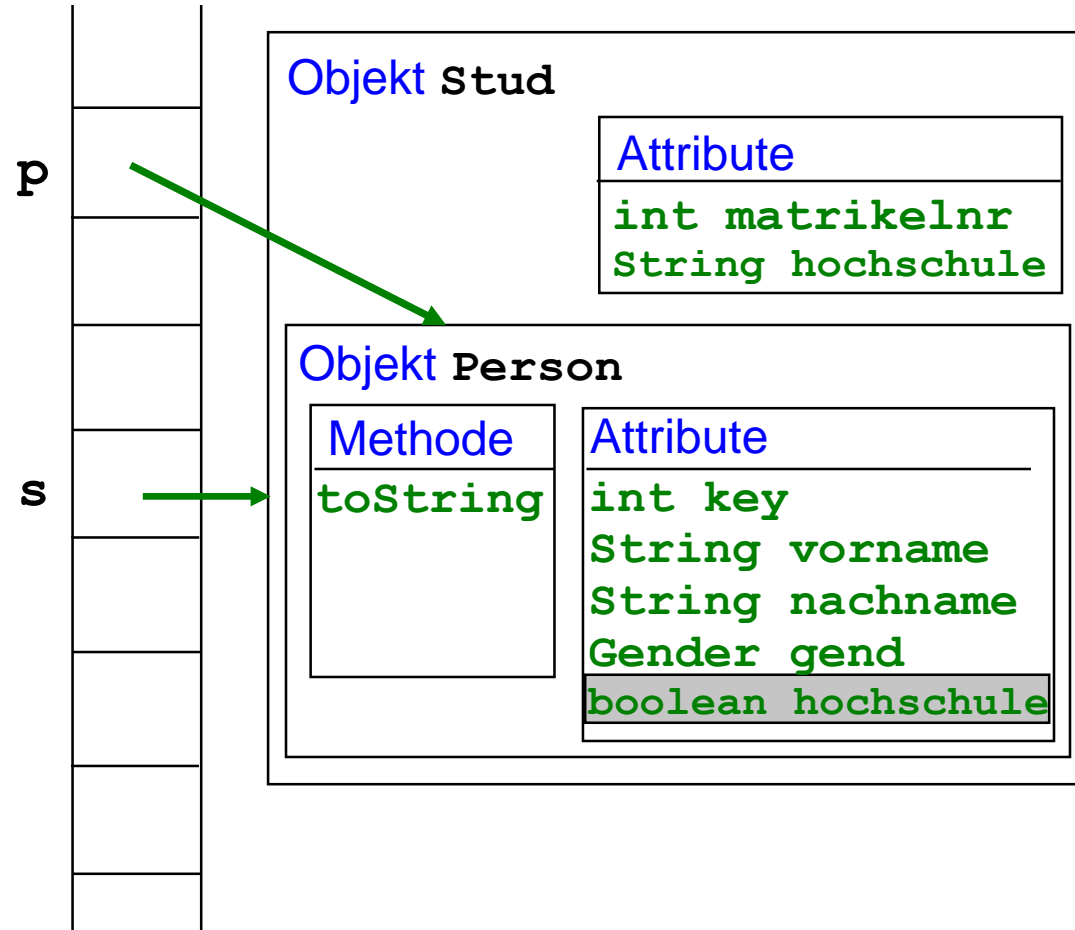 Objekt Stud
Attribute
p
int matrikelnr
String hochschule
Objekt Person
Methode
Attribute
s
toString
int key
String vorname
String nachname
Gender gend
boolean hochschule